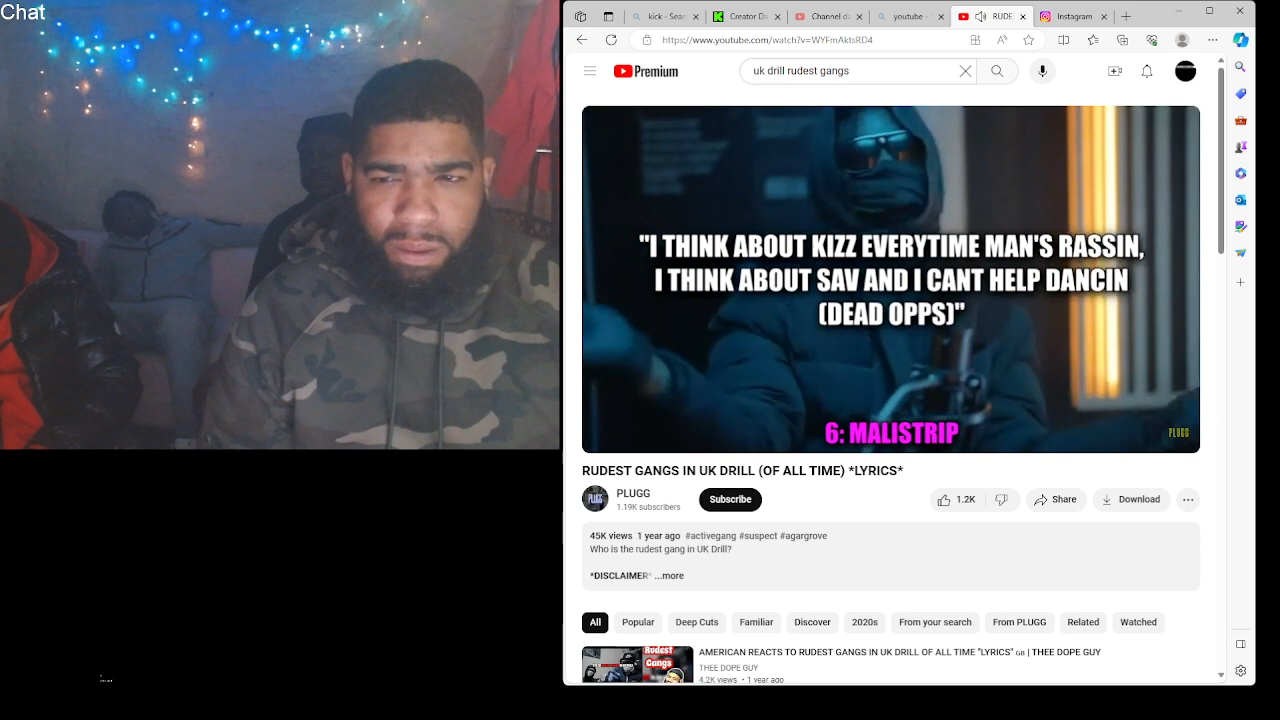 Chat
kick - Sear
Creator Da
Channel da
youtube -
RUDE
Instagram
https://www.youtube.com/watch?v=WYFmAktsRD4
Premium
uk drill rudest gangs
"I THINK ABOUT KIZZ EVERYTIME MAN'S RASSIN,
I THINK ABOUT SAV AND I CANT HELP DANCIN
(DEAD OPPS)"
6: MALISTRIP
PLUGG
RUDEST GANGS IN UK DRILL (OF ALL TIME) *LYRICS*
PLUGG
1.19K subscribers
Subscribe
1.2K
Share
Download
45K views 1 year ago #activegang #suspect #agargrove
Who is the rudest gang in UK Drill?
*DISCLAIMER* ...more
All
Popular
Deep Cuts
Familiar
Discover
2020s
From your search
From PLUGG
Related
Watched
Rudest
Gangs
AMERICAN REACTS TO RUDEST GANGS IN UK DRILL OF ALL TIME "LYRICS" GB | THEE DOPE GUY
THEE DOPE GUY
4.2K views • 1 year ago